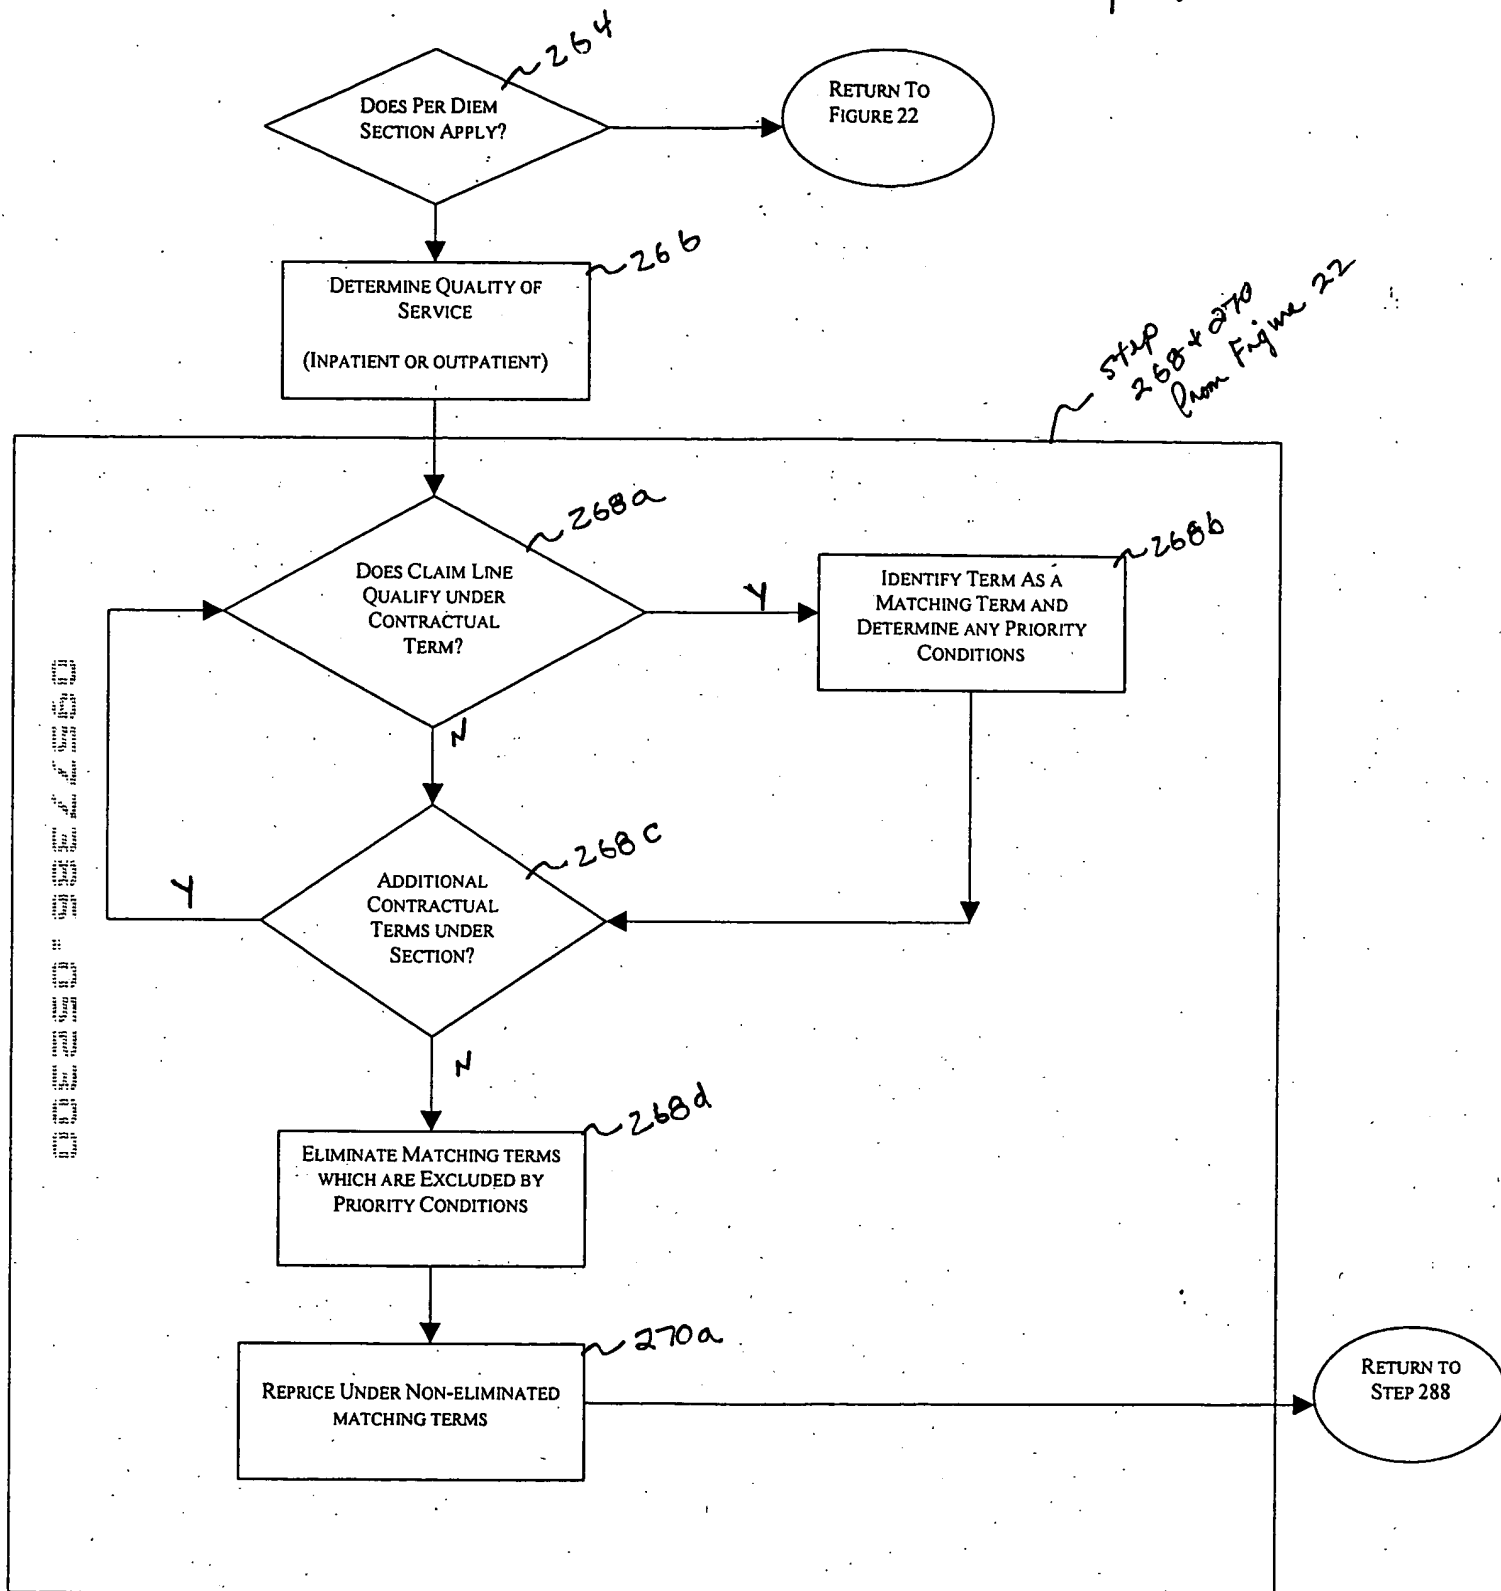 264
DOES PER DIEM
SECTION APPLY?
RETURN TO
FIGURE 22
266
DETERMINE QUALITY OF
SERVICE
(INPATIENT OR OUTPATIENT)
step
268 + 270
from Figure 22
268a
DOES CLAIM LINE
QUALIFY UNDER
CONTRACTUAL
TERM?
Y
268b
IDENTIFY TERM AS A
MATCHING TERM AND
DETERMINE ANY PRIORITY
CONDITIONS
N
268c
ADDITIONAL
CONTRACTUAL
TERMS UNDER
SECTION?
Y
N
268d
ELIMINATE MATCHING TERMS
WHICH ARE EXCLUDED BY
PRIORITY CONDITIONS
270a
REPRICE UNDER NON-ELIMINATED
MATCHING TERMS
RETURN TO
STEP 288
09577386 . 052300